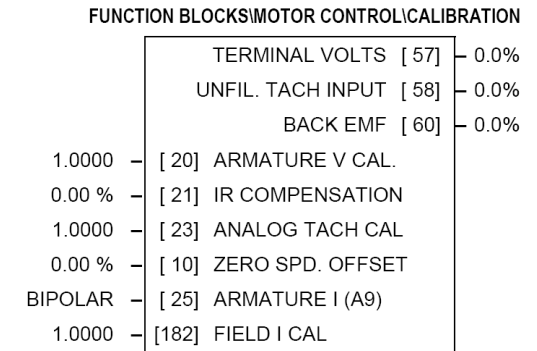 FUNCTION BLOCKS\MOTOR CONTROL\CALIBRATION
TERMINAL VOLTS [ 57] – 0.0%
UNFIL. TACH INPUT [ 58] – 0.0%
BACK EMF [ 60] – 0.0%
1.0000 – [ 20] ARMATURE V CAL.
0.00 % – [ 21] IR COMPENSATION
1.0000 – [ 23] ANALOG TACH CAL
0.00 % – [ 10] ZERO SPD. OFFSET
BIPOLAR – [ 25] ARMATURE I (A9)
1.0000 – [182] FIELD I CAL